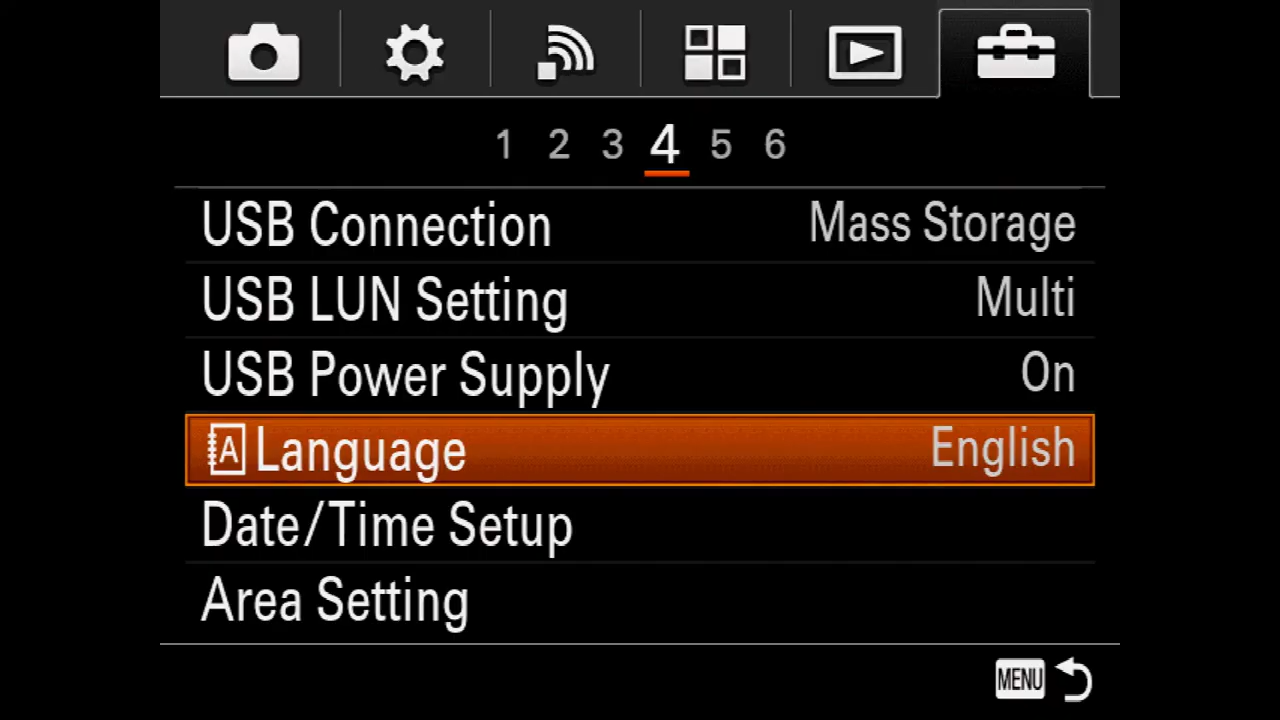 1 2 3 4 5 6
USB Connection Mass Storage
USB LUN Setting Multi
USB Power Supply On
A Language English
Date/Time Setup
Area Setting
MENU